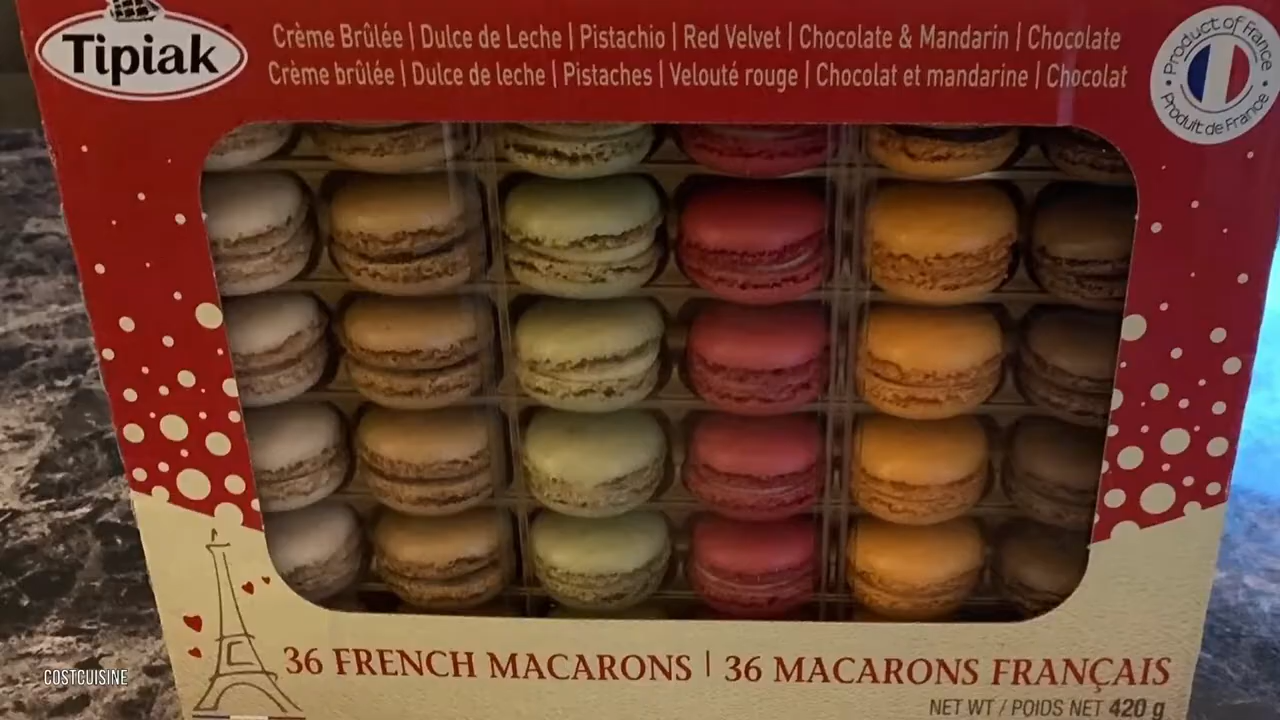 Tipiak
Crème Brûlée | Dulce de Leche | Pistachio | Red Velvet | Chocolate & Mandarin | Chocolate
Crème brûlée | Dulce de leche | Pistaches | Velouté rouge | Chocolat et mandarine | Chocolat
Product of France
Produit de France
36 FRENCH MACARONS | 36 MACARONS FRANÇAIS
NET WT / POIDS NET 420 g
COSTCUISINE